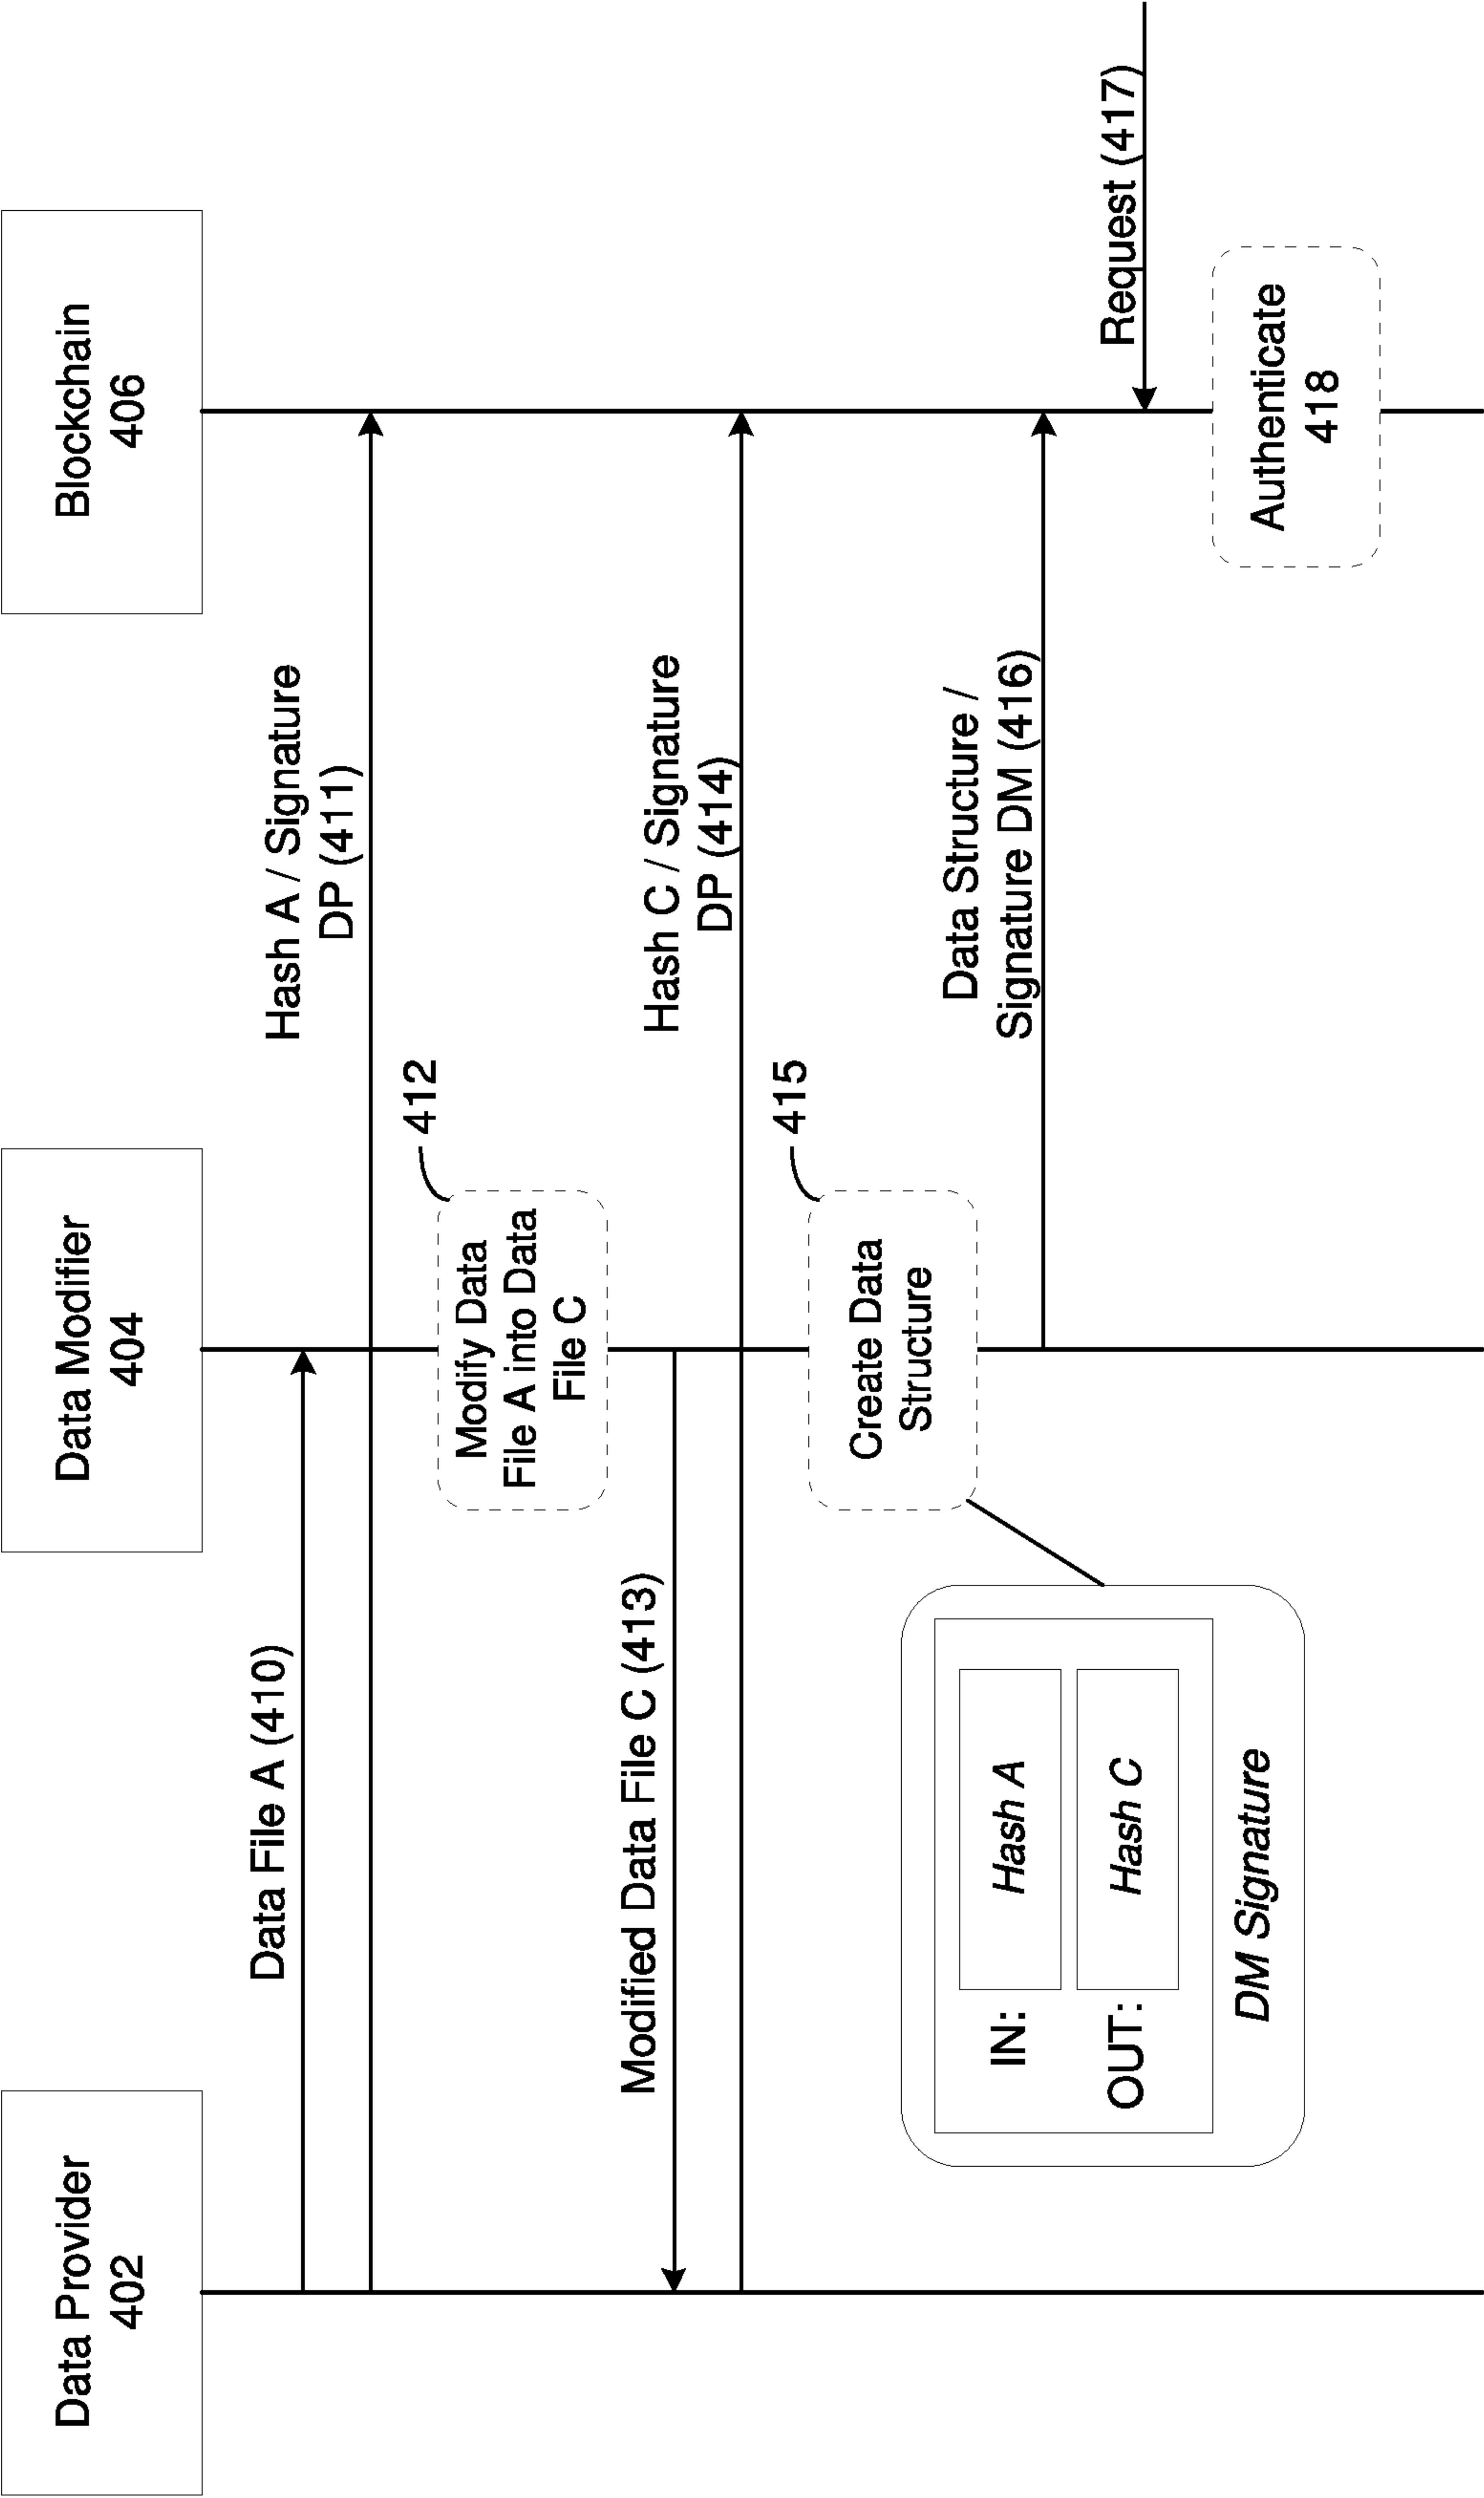 Data Provider
402
Data Modifier
404
Blockchain
406
Data File A (410)
Hash A / Signature
DP (411)
412
Modify Data
File A into Data
File C
Modified Data File C (413)
Hash C / Signature
DP (414)
415
Create Data
Structure
IN:
Hash A
OUT:
Hash C
DM Signature
Data Structure /
Signature DM (416)
Request (417)
Authenticate
418